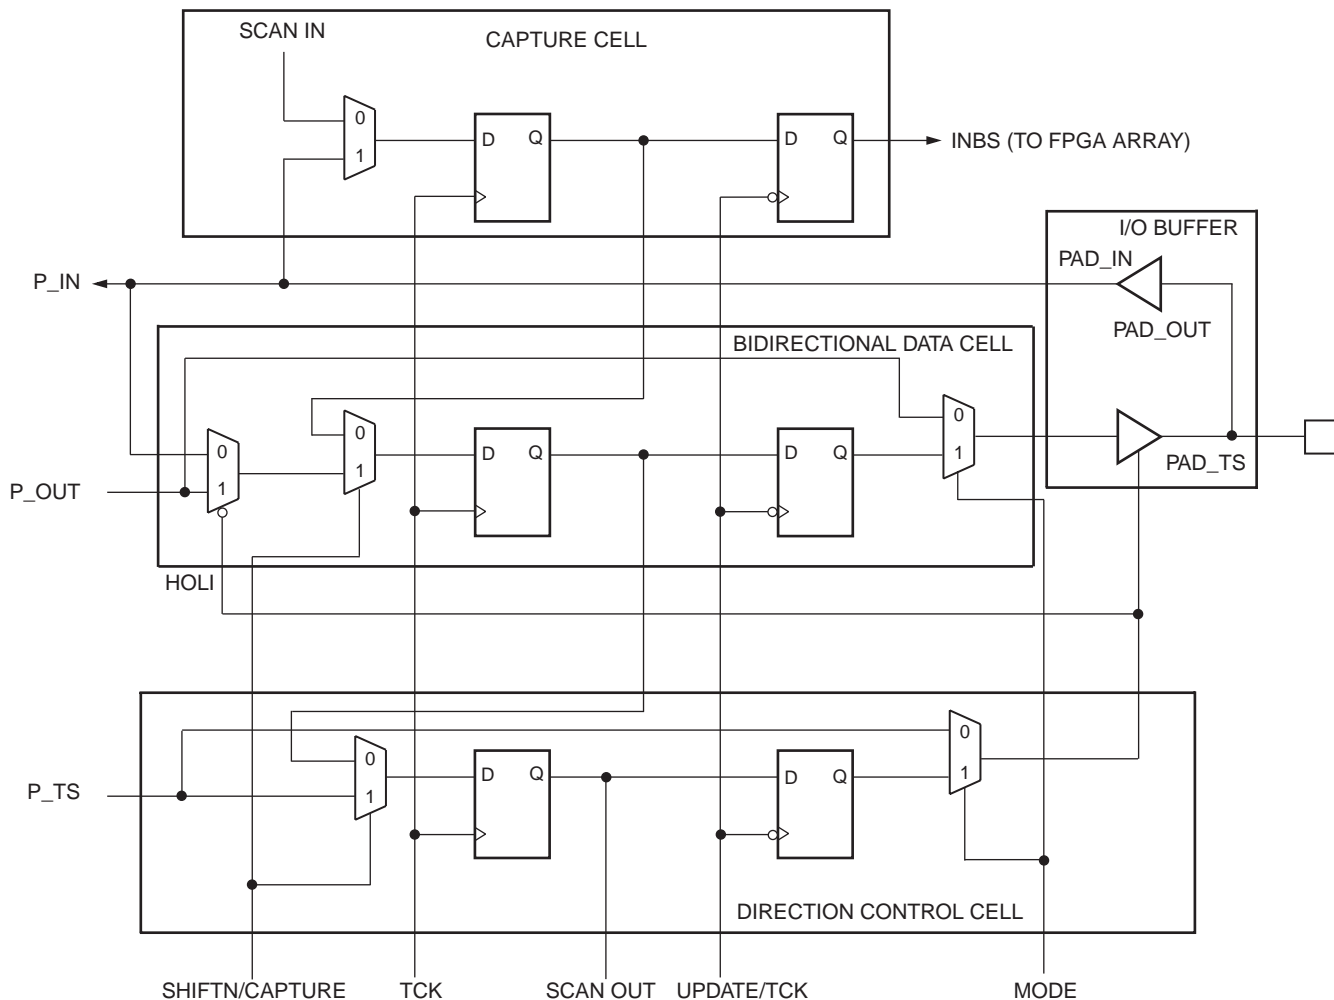 SCAN IN
CAPTURE CELL
0
1
D Q
D Q
INBS (TO FPGA ARRAY)
I/O BUFFER
PAD_IN
P_IN
PAD_OUT
BIDIRECTIONAL DATA CELL
0
1
0
1
D Q
D Q
0
1
PAD_TS
P_OUT
HOLI
0
1
D Q
D Q
0
1
P_TS
DIRECTION CONTROL CELL
SHIFTN/CAPTURE
TCK
SCAN OUT
UPDATE/TCK
MODE